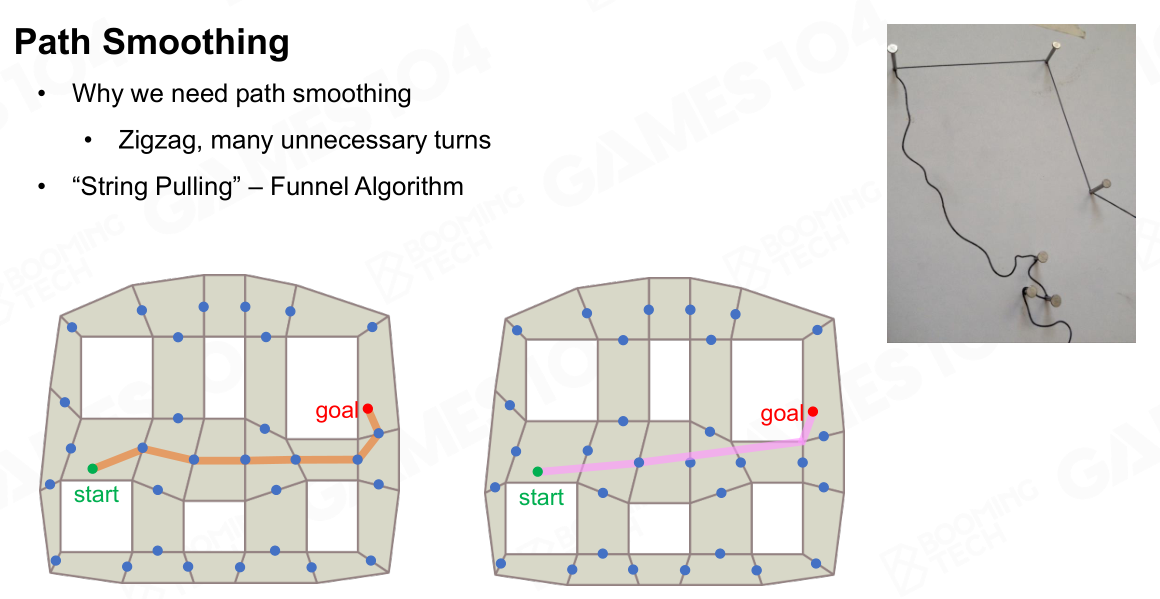 Path Smoothing
• Why we need path smoothing
• Zigzag, many unnecessary turns
• “String Pulling” – Funnel Algorithm
goal
start
goal
start
GAMES104
BOOMING TECH